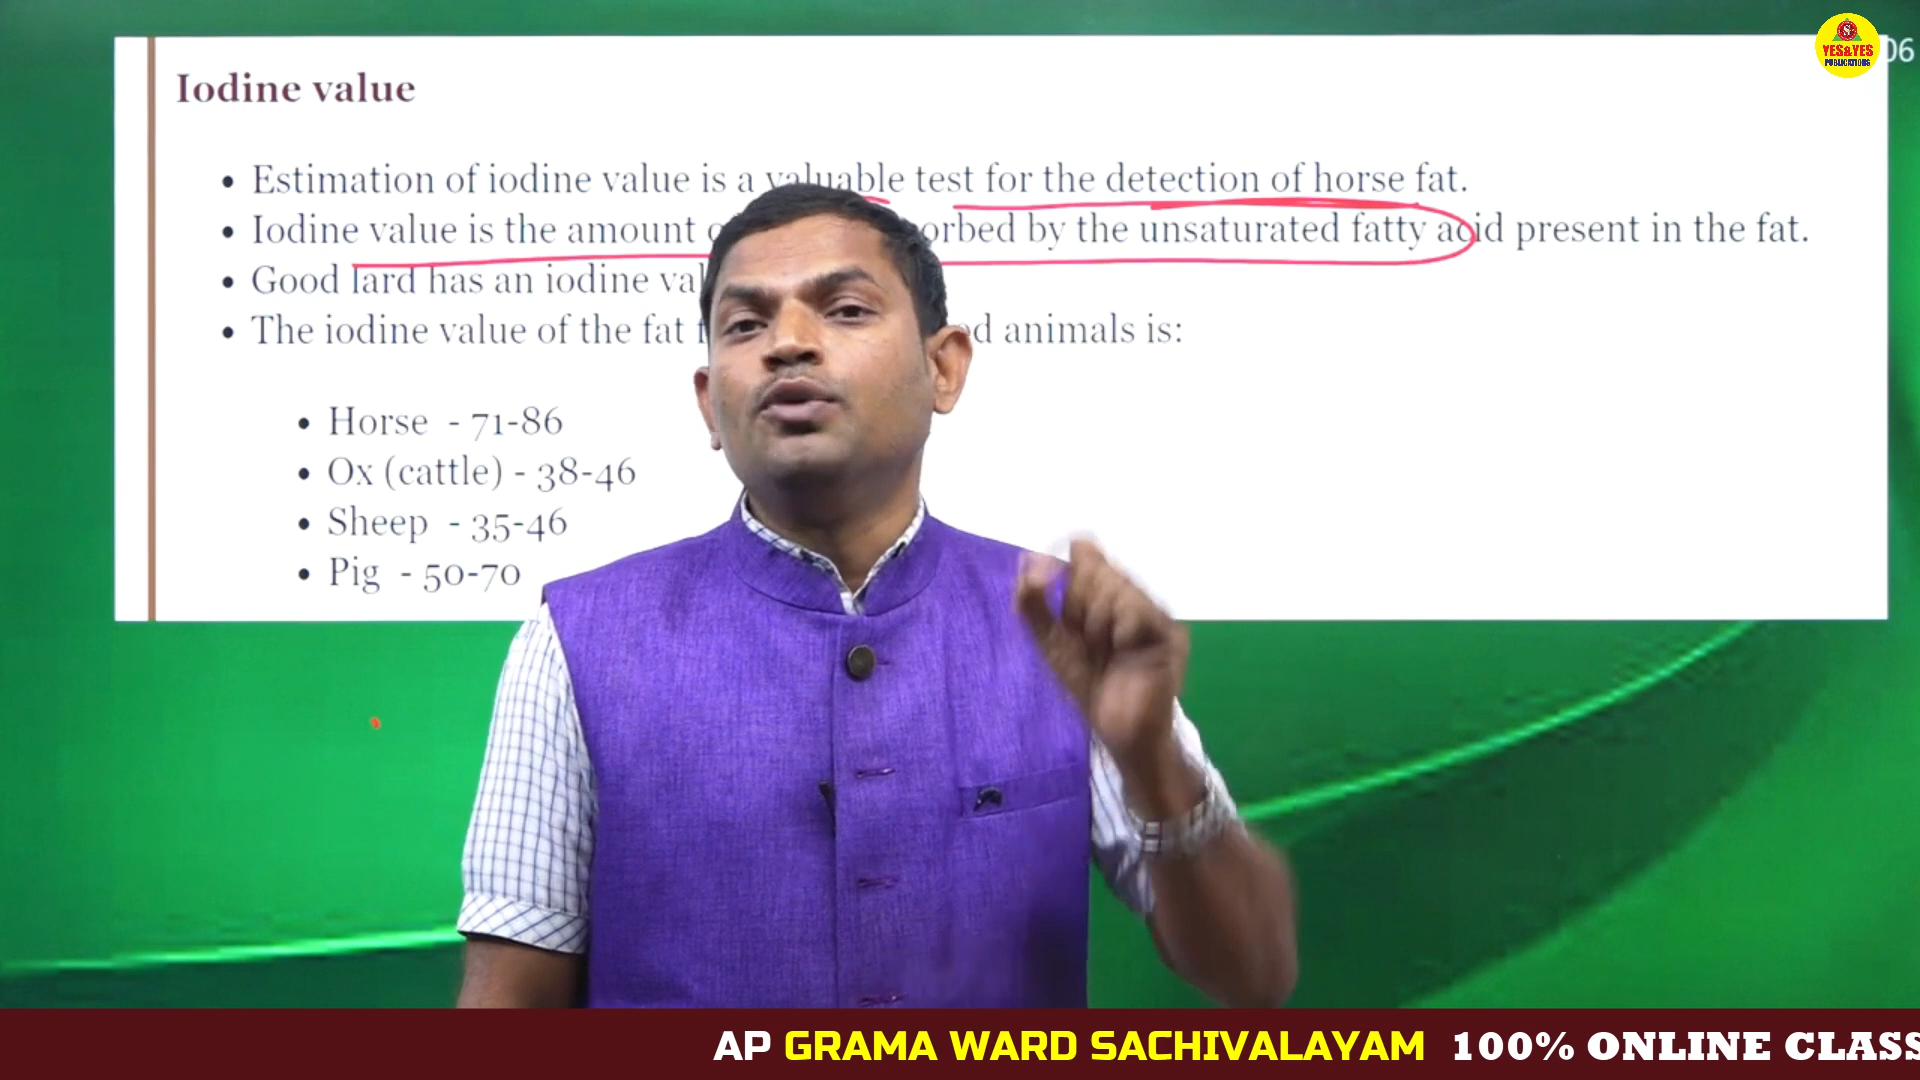 YES&YES
PUBLICATIONS
06
Iodine value
• Estimation of iodine value is a valuable test for the detection of horse fat.
• Iodine value is the amount by the unsaturated fatty acid present in the fat.
• Good lard has an iodine
• The iodine value of the fat animals is:
• Horse - 71-86
• Ox (cattle) - 38-46
• Sheep - 35-46
• Pig - 50-70
AP GRAMA WARD SACHIVALAYAM 100% ONLINE CLASS